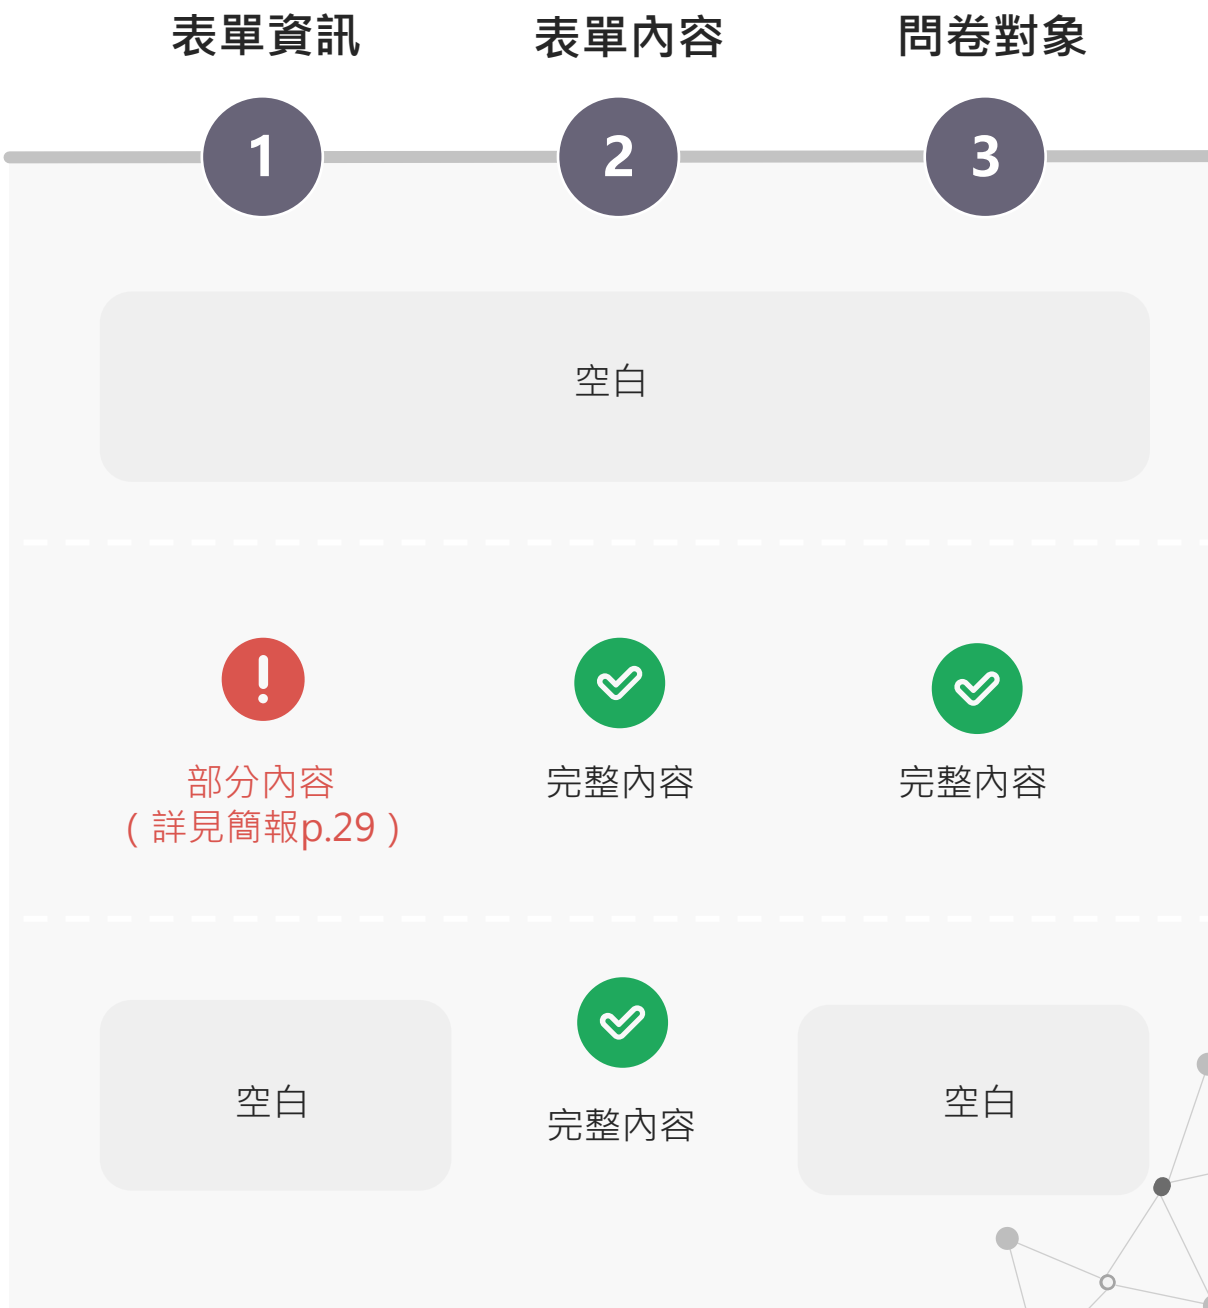 表單資訊
表單內容
問卷對象
1
2
3
空白
部分內容
(詳見簡報p.29)
完整內容
完整內容
空白
完整內容
空白